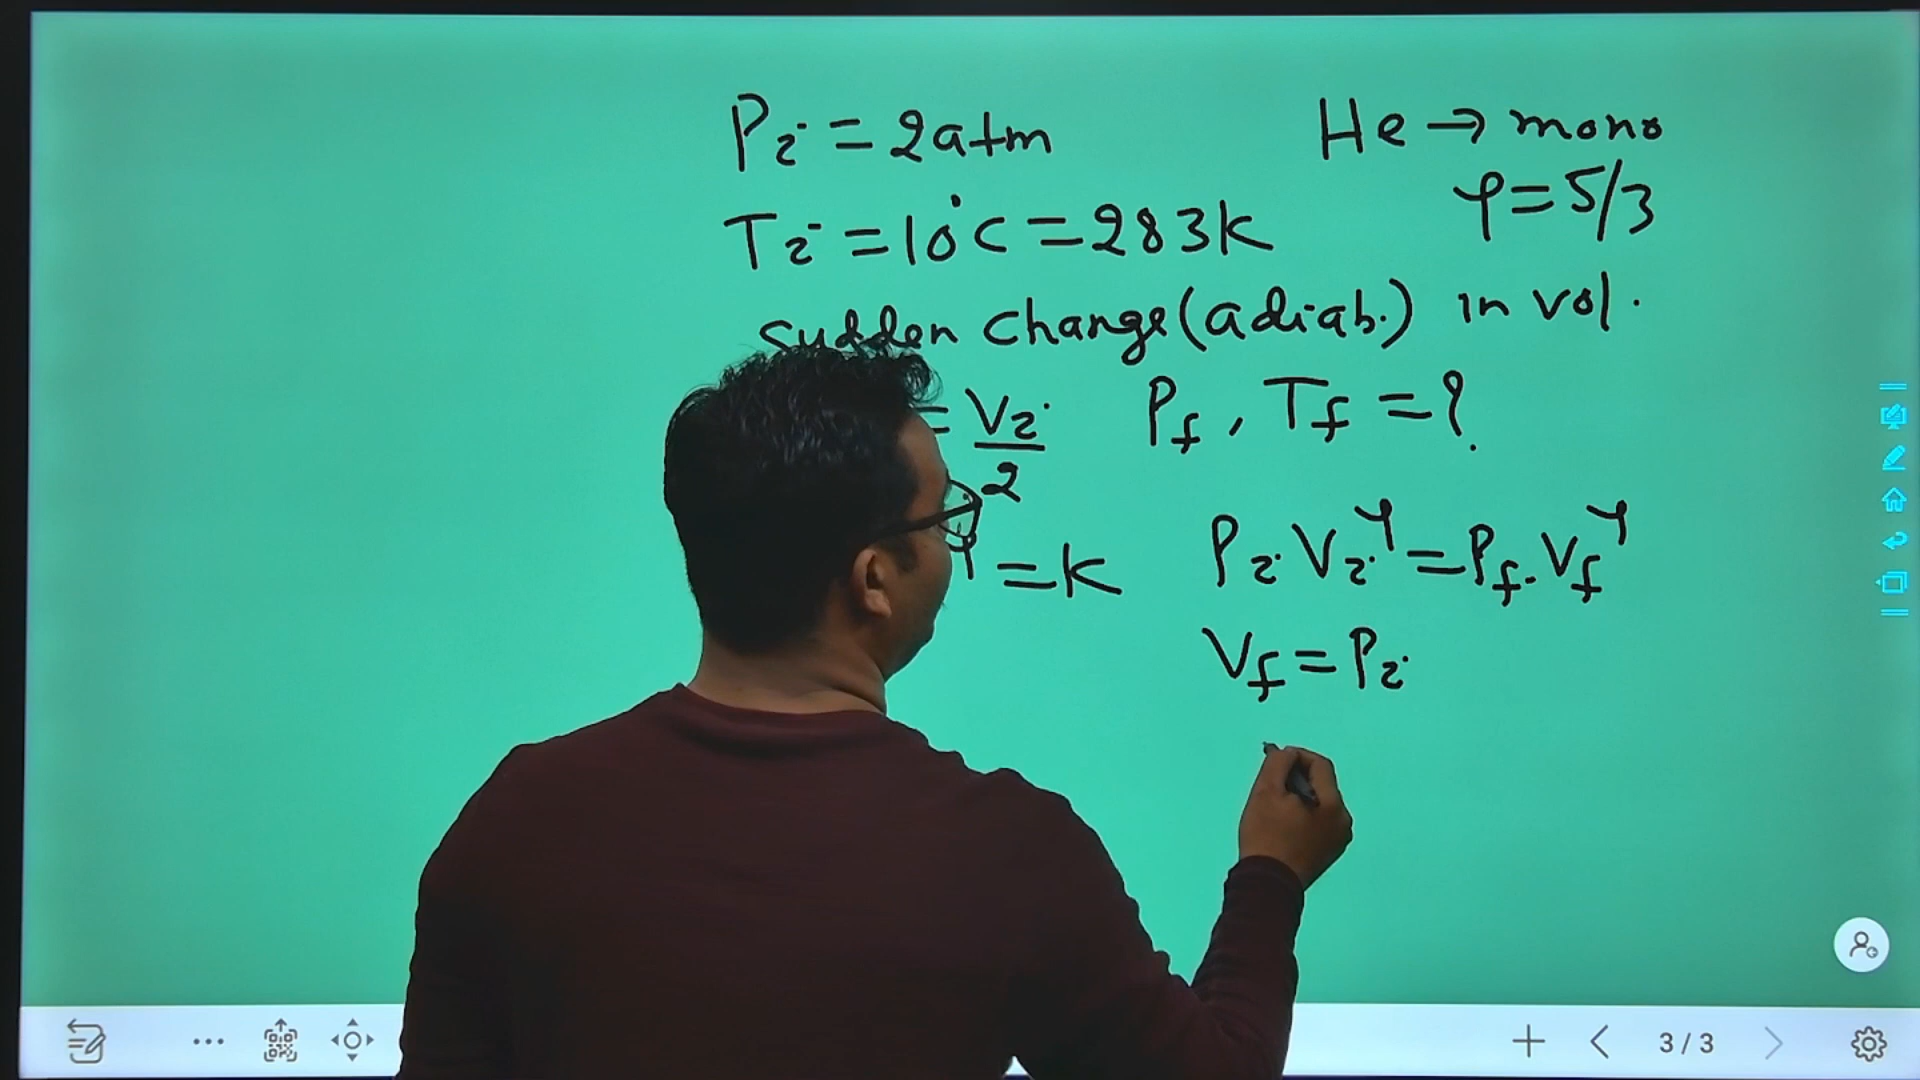 Pi = 2atm
He → mono
γ = 5/3
Ti = 10°C = 283K
sudden change (adiab.) in vol.
= Vi/2
Pf, Tf = ?
γ = K
Pi Vi^γ = Pf. Vf^γ
Vf = Pi
3 / 3